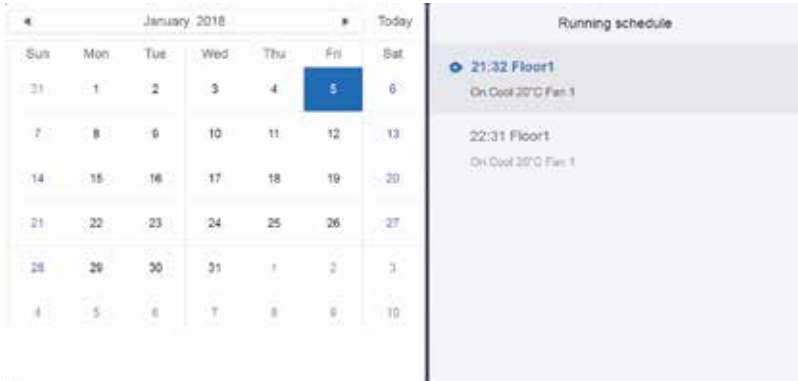 January 2018 Today
Sun Mon Tue Wed Thu Fri Sat
31 1 2 3 4 5 6
7 8 9 10 11 12 13
14 15 16 17 18 19 20
21 22 23 24 25 26 27
28 29 30 31 1 2 3
4 5 6 7 8 9 10
Running schedule
21:32 Floor1
On Cool 20°C Fan 1
22:31 Floor1
On Cool 20°C Fan 1